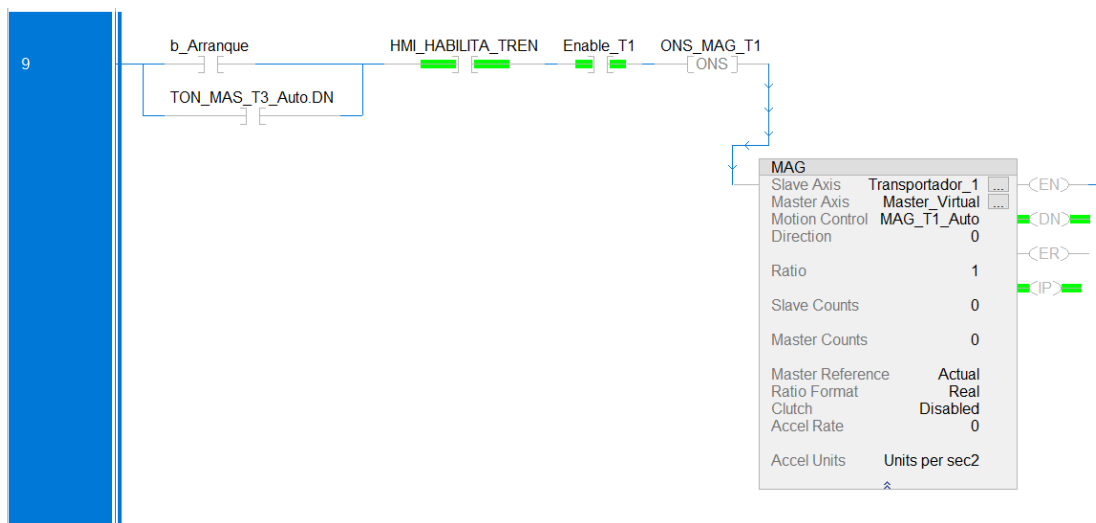 b_Arranque HMI_HABILITA_TREN Enable_T1 ONS_MAG_T1
9 ONS
TON_MAS_T3_Auto.DN
MAG
Slave Axis Transportador_1 ... EN
Master Axis Master_Virtual ...
Motion Control MAG_T1_Auto DN
Direction 0
ER
Ratio 1
IP
Slave Counts 0
Master Counts 0
Master Reference Actual
Ratio Format Real
Clutch Disabled
Accel Rate 0
Accel Units Units per sec2